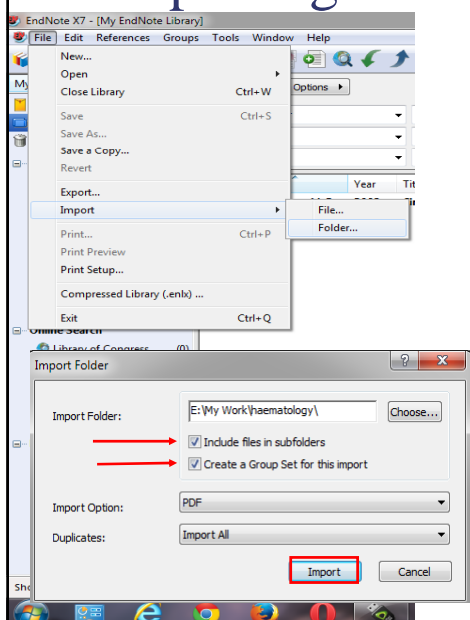 EndNote X7 - [My EndNote Library]
File Edit References Groups Tools Window Help
New...
Open
Close Library Ctrl+W
Options
Save Ctrl+S
Save As...
Save a Copy...
Revert
Year
Export...
Import
File...
Folder...
Print... Ctrl+P
Print Preview
Print Setup...
Compressed Library (.enlx) ...
Exit Ctrl+Q
Online Search
Library of Congress (0)
Import Folder
Import Folder: E:\My Work\haematology\ Choose...
Include files in subfolders
Create a Group Set for this import
Import Option: PDF
Duplicates: Import All
Import Cancel